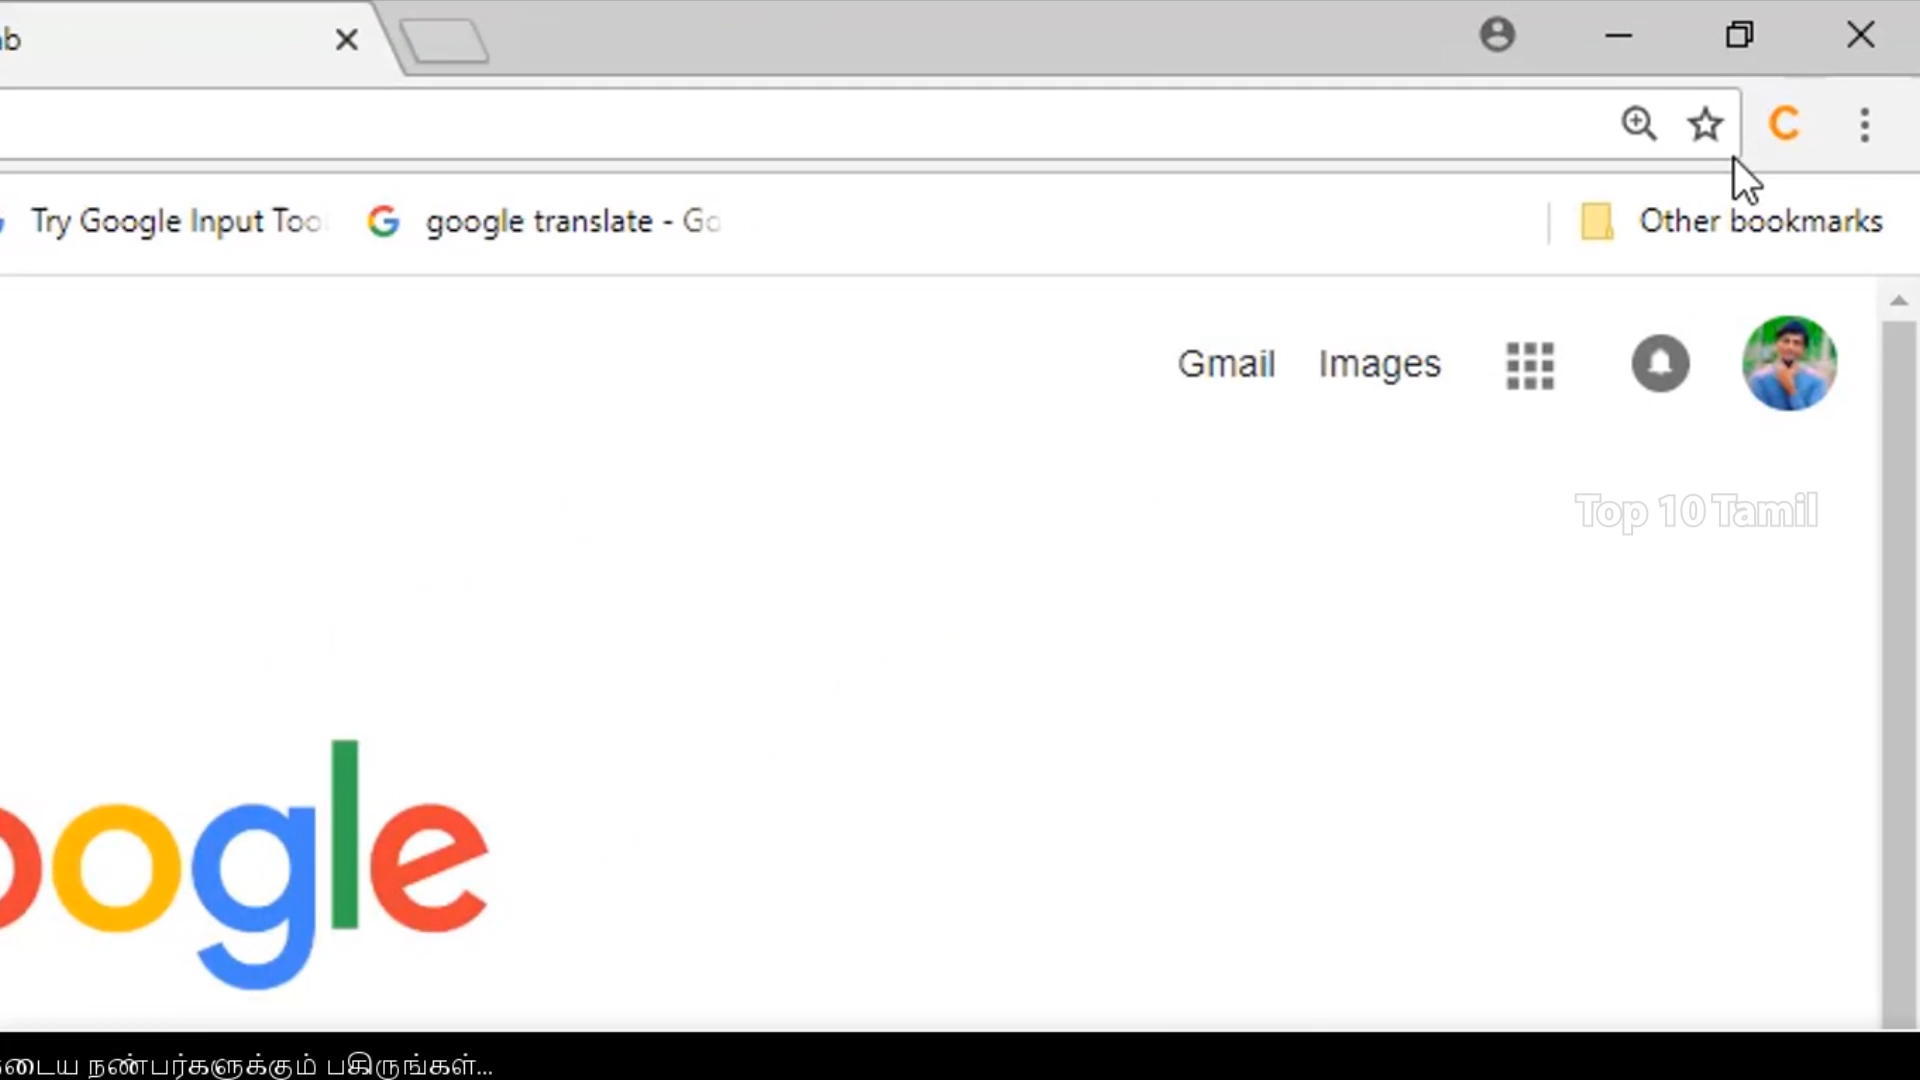 ab
Try Google Input Too
google translate - Go
Other bookmarks
Gmail
Images
Top 10 Tamil
oogle
டைய நண்பர்களுக்கும் பகிருங்கள்...